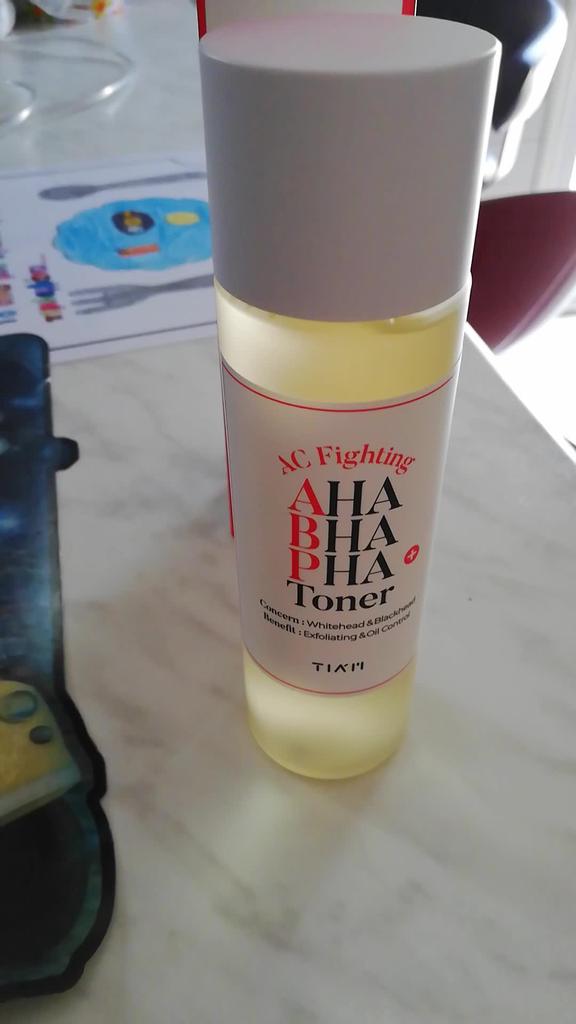 AC Fighting
AHA
BHA
PHA +
Toner
Concern : Whitehead & Blackhead
Benefit : Exfoliating & Oil Control
TIA'M